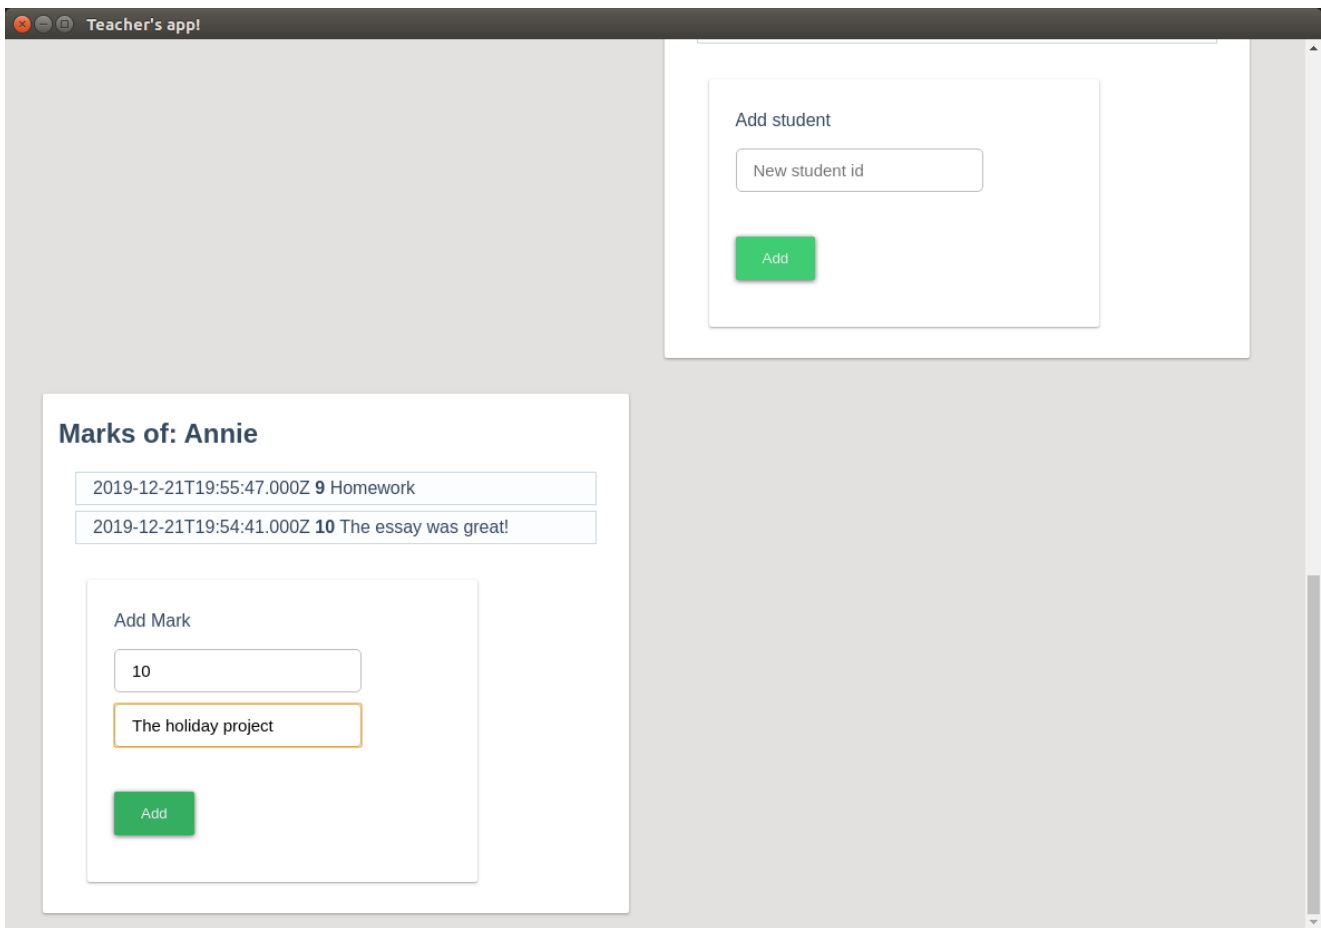 Teacher's app!
Add student
New student id
Add
Marks of: Annie
2019-12-21T19:55:47.000Z 9 Homework
2019-12-21T19:54:41.000Z 10 The essay was great!
Add Mark
10
The holiday project
Add